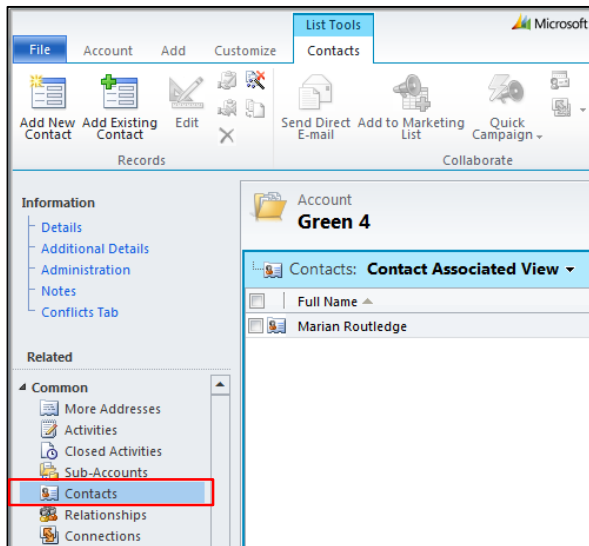 List Tools
Microsoft
File Account Add Customize Contacts
Add New Contact
Add Existing Contact
Edit
Send Direct E-mail
Add to Marketing List
Quick Campaign
Records
Collaborate
Information
Details
Additional Details
Administration
Notes
Conflicts Tab
Related
Common
More Addresses
Activities
Closed Activities
Sub-Accounts
Contacts
Relationships
Connections
Account
Green 4
Contacts: Contact Associated View
Full Name
Marian Routledge